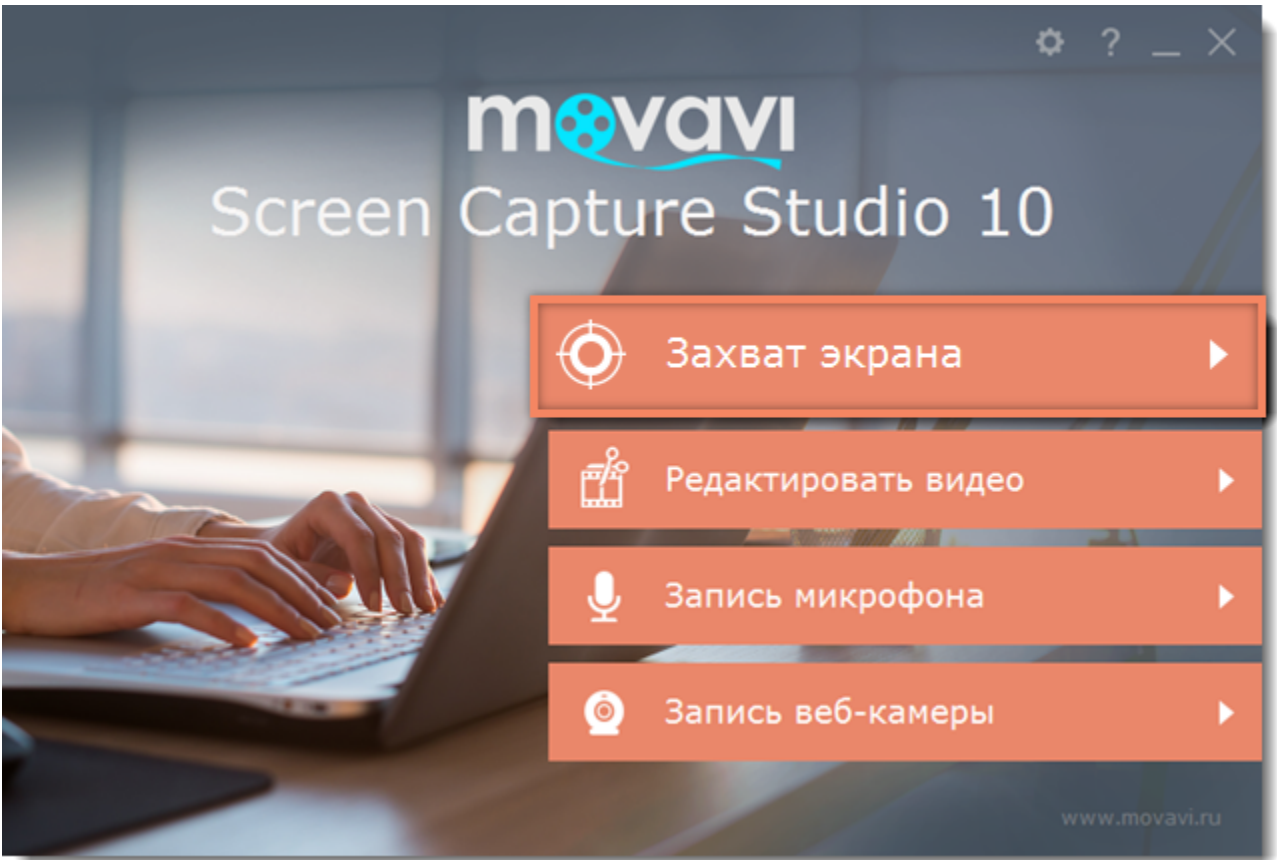 ?
movavi
Screen Capture Studio 10
Захват экрана
Редактировать видео
Запись микрофона
Запись веб-камеры
www.movavi.ru